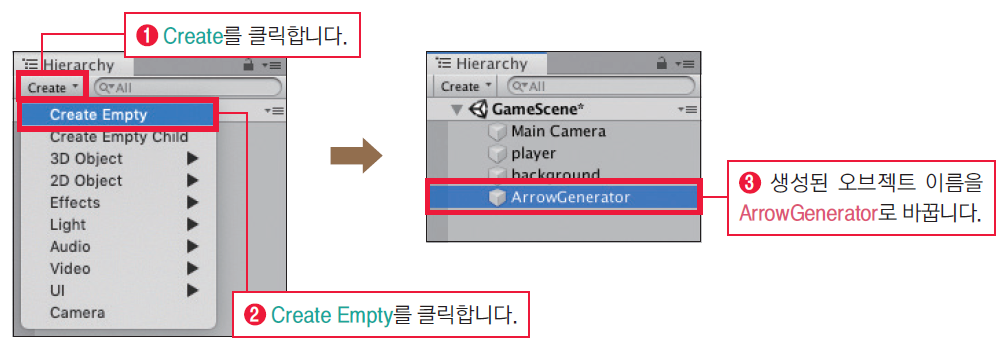 ❶ Create를 클릭합니다.
Hierarchy
Create
All
Create Empty
Create Empty Child
3D Object
2D Object
Effects
Light
Audio
Video
UI
Camera
❷ Create Empty를 클릭합니다.
Hierarchy
Create
All
GameScene*
Main Camera
player
background
ArrowGenerator
❸ 생성된 오브젝트 이름을
ArrowGenerator로 바꿉니다.